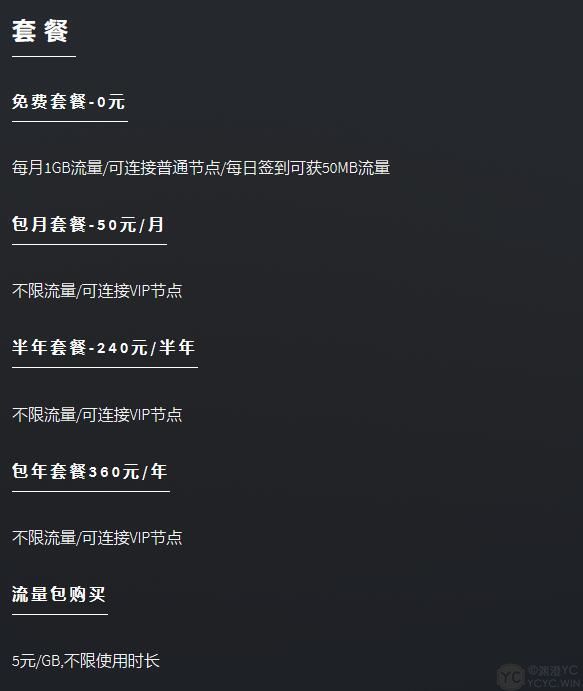 套餐
免费套餐-0元
每月1GB流量/可连接普通节点/每日签到可获50MB流量
包月套餐-50元/月
不限流量/可连接VIP节点
半年套餐-240元/半年
不限流量/可连接VIP节点
包年套餐360元/年
不限流量/可连接VIP节点
流量包购买
5元/GB,不限使用时长
YC
YCYC.WIN